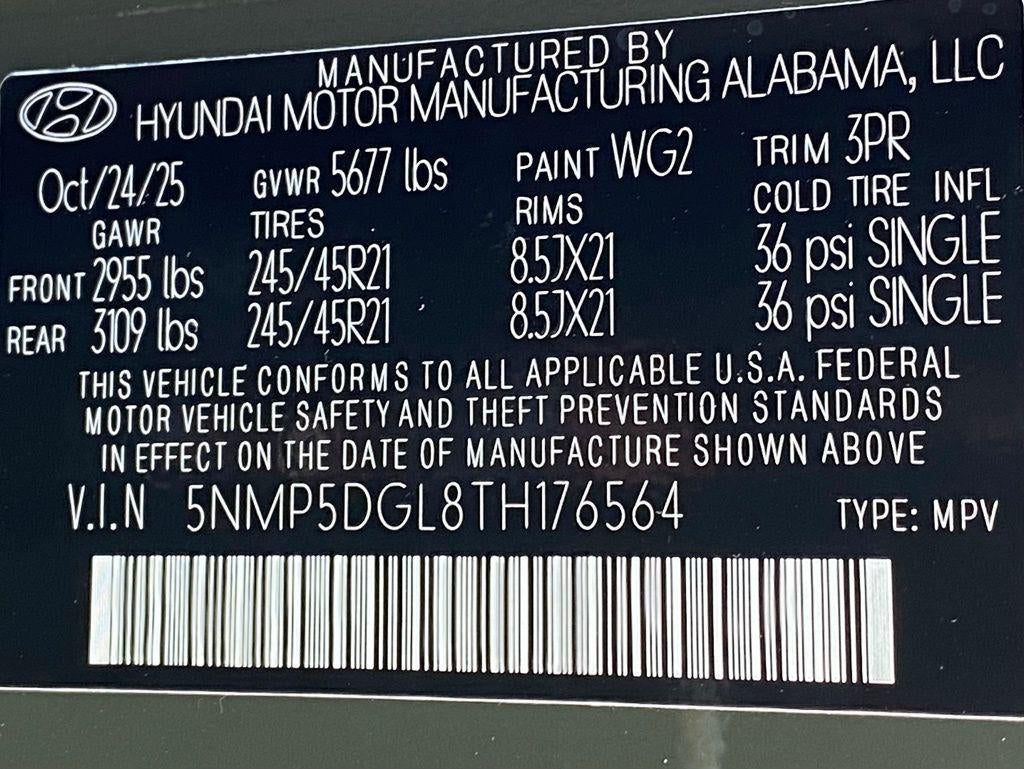 MANUFACTURED BY
HYUNDAI MOTOR MANUFACTURING ALABAMA, LLC
Oct/24/25 GVWR 5677 lbs PAINT WG2 TRIM 3PR
GAWR TIRES RIMS COLD TIRE INFL
FRONT 2955 lbs 245/45R21 8.5JX21 36 psi SINGLE
REAR 3109 lbs 245/45R21 8.5JX21 36 psi SINGLE
THIS VEHICLE CONFORMS TO ALL APPLICABLE U.S.A. FEDERAL
MOTOR VEHICLE SAFETY AND THEFT PREVENTION STANDARDS
IN EFFECT ON THE DATE OF MANUFACTURE SHOWN ABOVE
V.I.N 5NMP5DGL8TH176564 TYPE: MPV